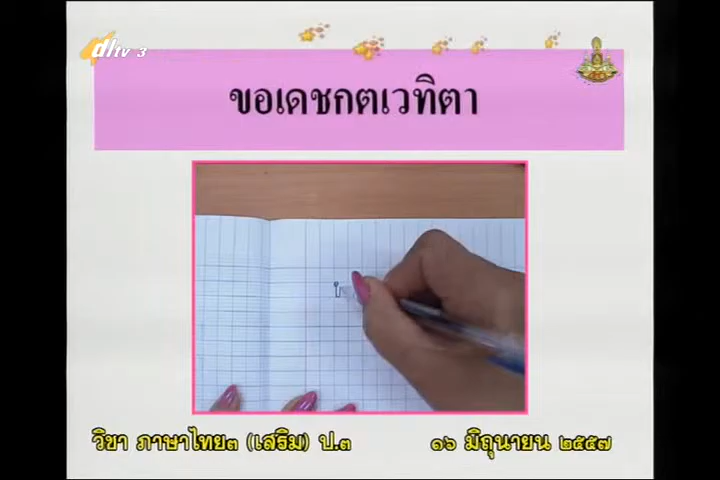 dltv 3
ขอเดชกตเวทิตา
วิชา ภาษาไทย๓ (เสริม) ป.๓
๑๖ มิถุนายน ๒๕๕๗